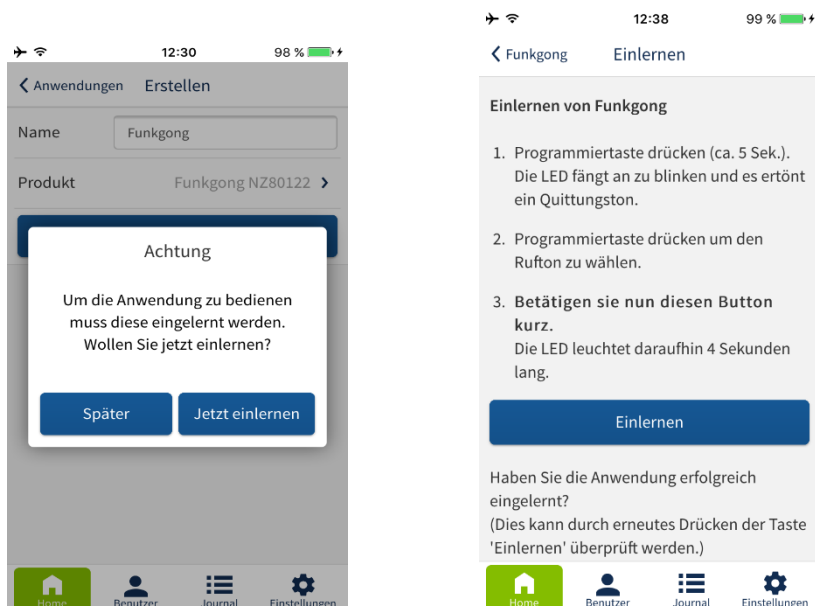 12:30
98 %
Anwendungen
Erstellen
Name
Funkgong
Produkt
Funkgong NZ80122
Achtung
Um die Anwendung zu bedienen
muss diese eingelernt werden.
Wollen Sie jetzt einlernen?
Später
Jetzt einlernen
Home
Benutzer
Journal
Einstellungen
12:38
99 %
Funkgong
Einlernen
Einlernen von Funkgong
1. Programmiertaste drücken (ca. 5 Sek.).
Die LED fängt an zu blinken und es ertönt
ein Quittungston.
2. Programmiertaste drücken um den
Rufton zu wählen.
3. Betätigen sie nun diesen Button
kurz.
Die LED leuchtet daraufhin 4 Sekunden
lang.
Einlernen
Haben Sie die Anwendung erfolgreich
eingelernt?
(Dies kann durch erneutes Drücken der Taste
'Einlernen' überprüft werden.)
Home
Benutzer
Journal
Einstellungen